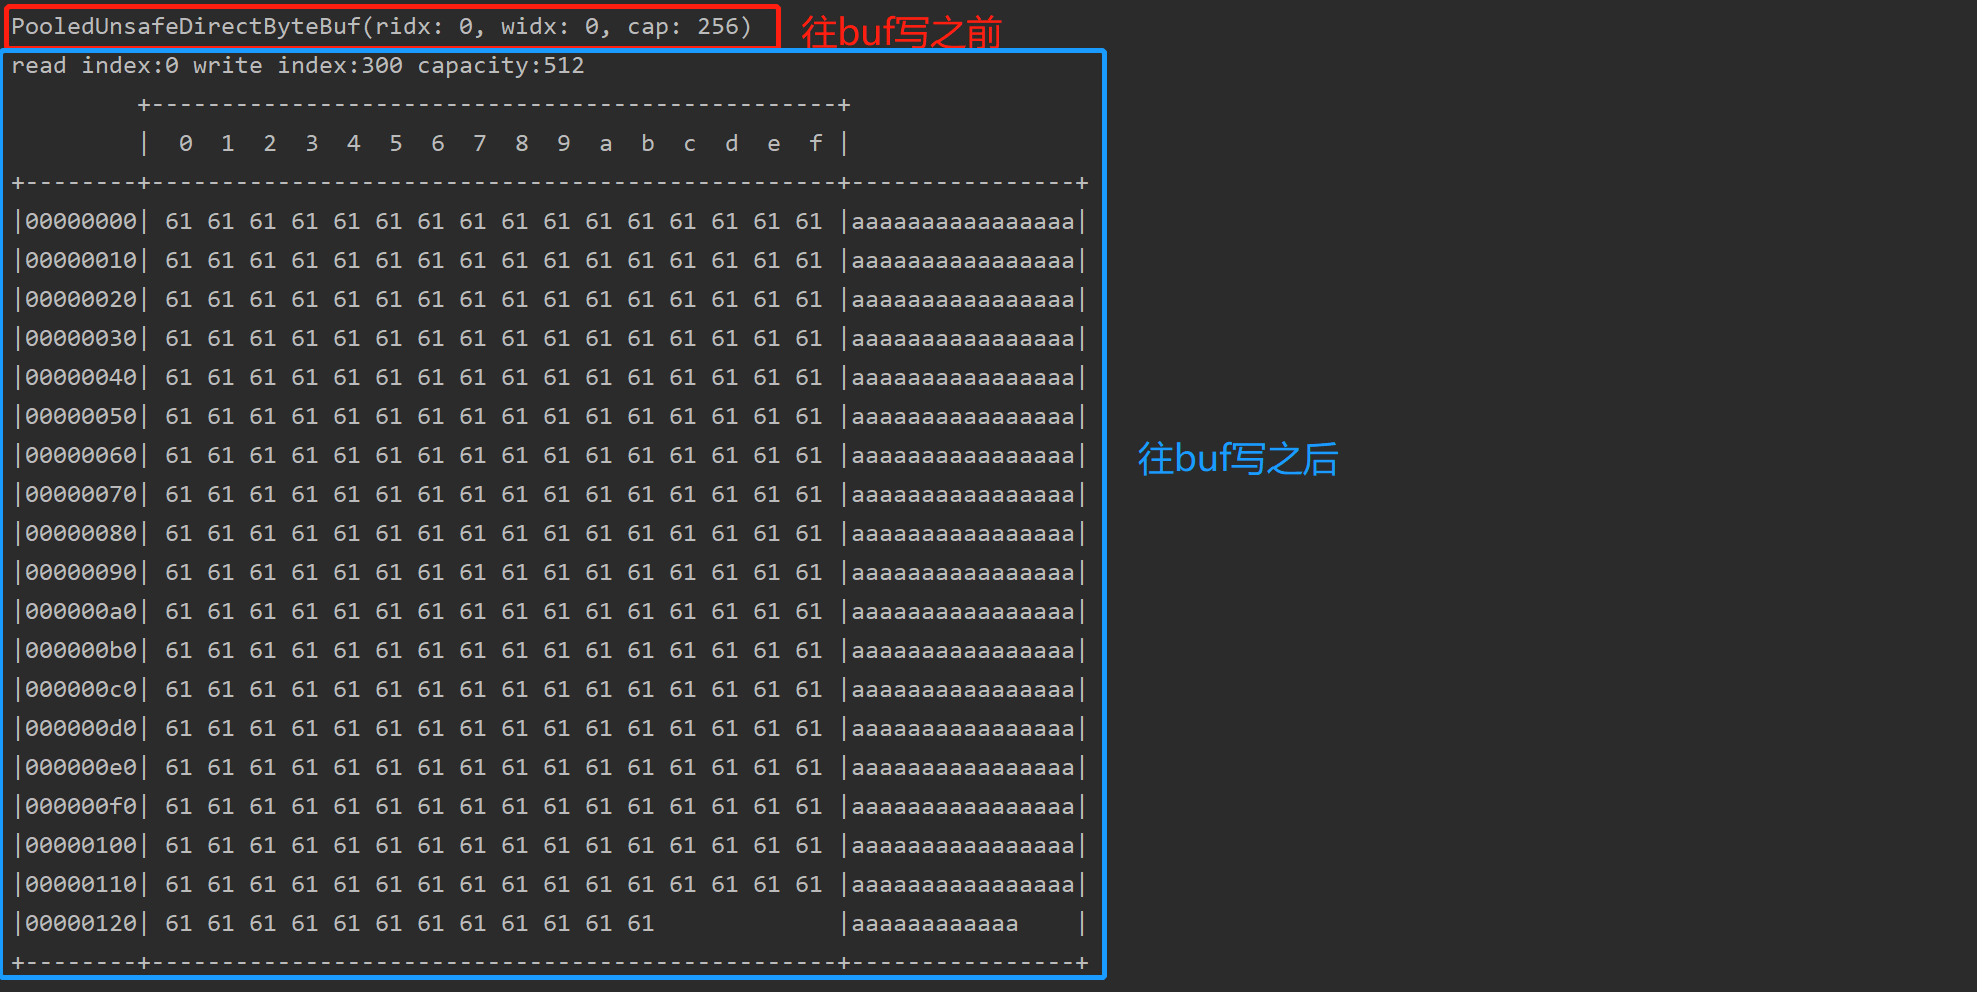 PooledUnsafeDirectByteBuf(ridx: 0, widx: 0, cap: 256) 往buf写之前
read index:0 write index:300 capacity:512
         +-------------------------------------------------+
         |  0  1  2  3  4  5  6  7  8  9  a  b  c  d  e  f |
+--------+-------------------------------------------------+----------------+
|00000000| 61 61 61 61 61 61 61 61 61 61 61 61 61 61 61 61 |aaaaaaaaaaaaaaaa|
|00000010| 61 61 61 61 61 61 61 61 61 61 61 61 61 61 61 61 |aaaaaaaaaaaaaaaa|
|00000020| 61 61 61 61 61 61 61 61 61 61 61 61 61 61 61 61 |aaaaaaaaaaaaaaaa|
|00000030| 61 61 61 61 61 61 61 61 61 61 61 61 61 61 61 61 |aaaaaaaaaaaaaaaa|
|00000040| 61 61 61 61 61 61 61 61 61 61 61 61 61 61 61 61 |aaaaaaaaaaaaaaaa|
|00000050| 61 61 61 61 61 61 61 61 61 61 61 61 61 61 61 61 |aaaaaaaaaaaaaaaa|
|00000060| 61 61 61 61 61 61 61 61 61 61 61 61 61 61 61 61 |aaaaaaaaaaaaaaaa| 往buf写之后
|00000070| 61 61 61 61 61 61 61 61 61 61 61 61 61 61 61 61 |aaaaaaaaaaaaaaaa|
|00000080| 61 61 61 61 61 61 61 61 61 61 61 61 61 61 61 61 |aaaaaaaaaaaaaaaa|
|00000090| 61 61 61 61 61 61 61 61 61 61 61 61 61 61 61 61 |aaaaaaaaaaaaaaaa|
|000000a0| 61 61 61 61 61 61 61 61 61 61 61 61 61 61 61 61 |aaaaaaaaaaaaaaaa|
|000000b0| 61 61 61 61 61 61 61 61 61 61 61 61 61 61 61 61 |aaaaaaaaaaaaaaaa|
|000000c0| 61 61 61 61 61 61 61 61 61 61 61 61 61 61 61 61 |aaaaaaaaaaaaaaaa|
|000000d0| 61 61 61 61 61 61 61 61 61 61 61 61 61 61 61 61 |aaaaaaaaaaaaaaaa|
|000000e0| 61 61 61 61 61 61 61 61 61 61 61 61 61 61 61 61 |aaaaaaaaaaaaaaaa|
|000000f0| 61 61 61 61 61 61 61 61 61 61 61 61 61 61 61 61 |aaaaaaaaaaaaaaaa|
|00000100| 61 61 61 61 61 61 61 61 61 61 61 61 61 61 61 61 |aaaaaaaaaaaaaaaa|
|00000110| 61 61 61 61 61 61 61 61 61 61 61 61 61 61 61 61 |aaaaaaaaaaaaaaaa|
|00000120| 61 61 61 61 61 61 61 61 61 61 61 61             |aaaaaaaaaaaa    |
+--------+-------------------------------------------------+----------------+